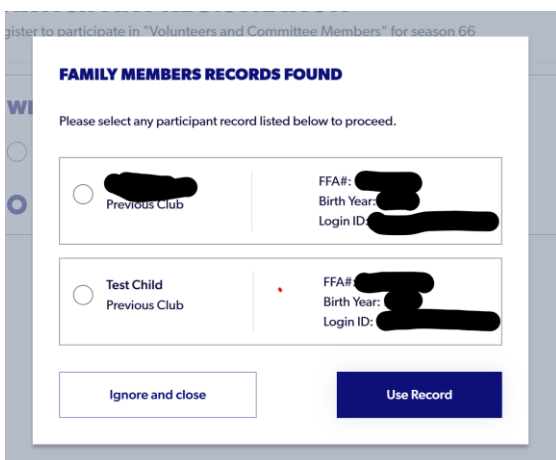 gister to participate in "Volunteers and Committee Members" for season 66
FAMILY MEMBERS RECORDS FOUND
WI
Please select any participant record listed below to proceed.
Previous Club
FFA#:
Birth Year:
Login ID:
Test Child
Previous Club
FFA#:
Birth Year:
Login ID:
Ignore and close
Use Record